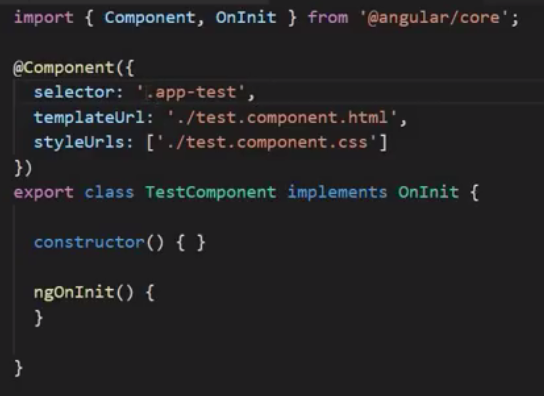 import { Component, OnInit } from '@angular/core';
@Component({
selector: '.app-test',
templateUrl: './test.component.html',
styleUrls: ['./test.component.css']
})
export class TestComponent implements OnInit {
constructor() { }
ngOnInit() {
}
}